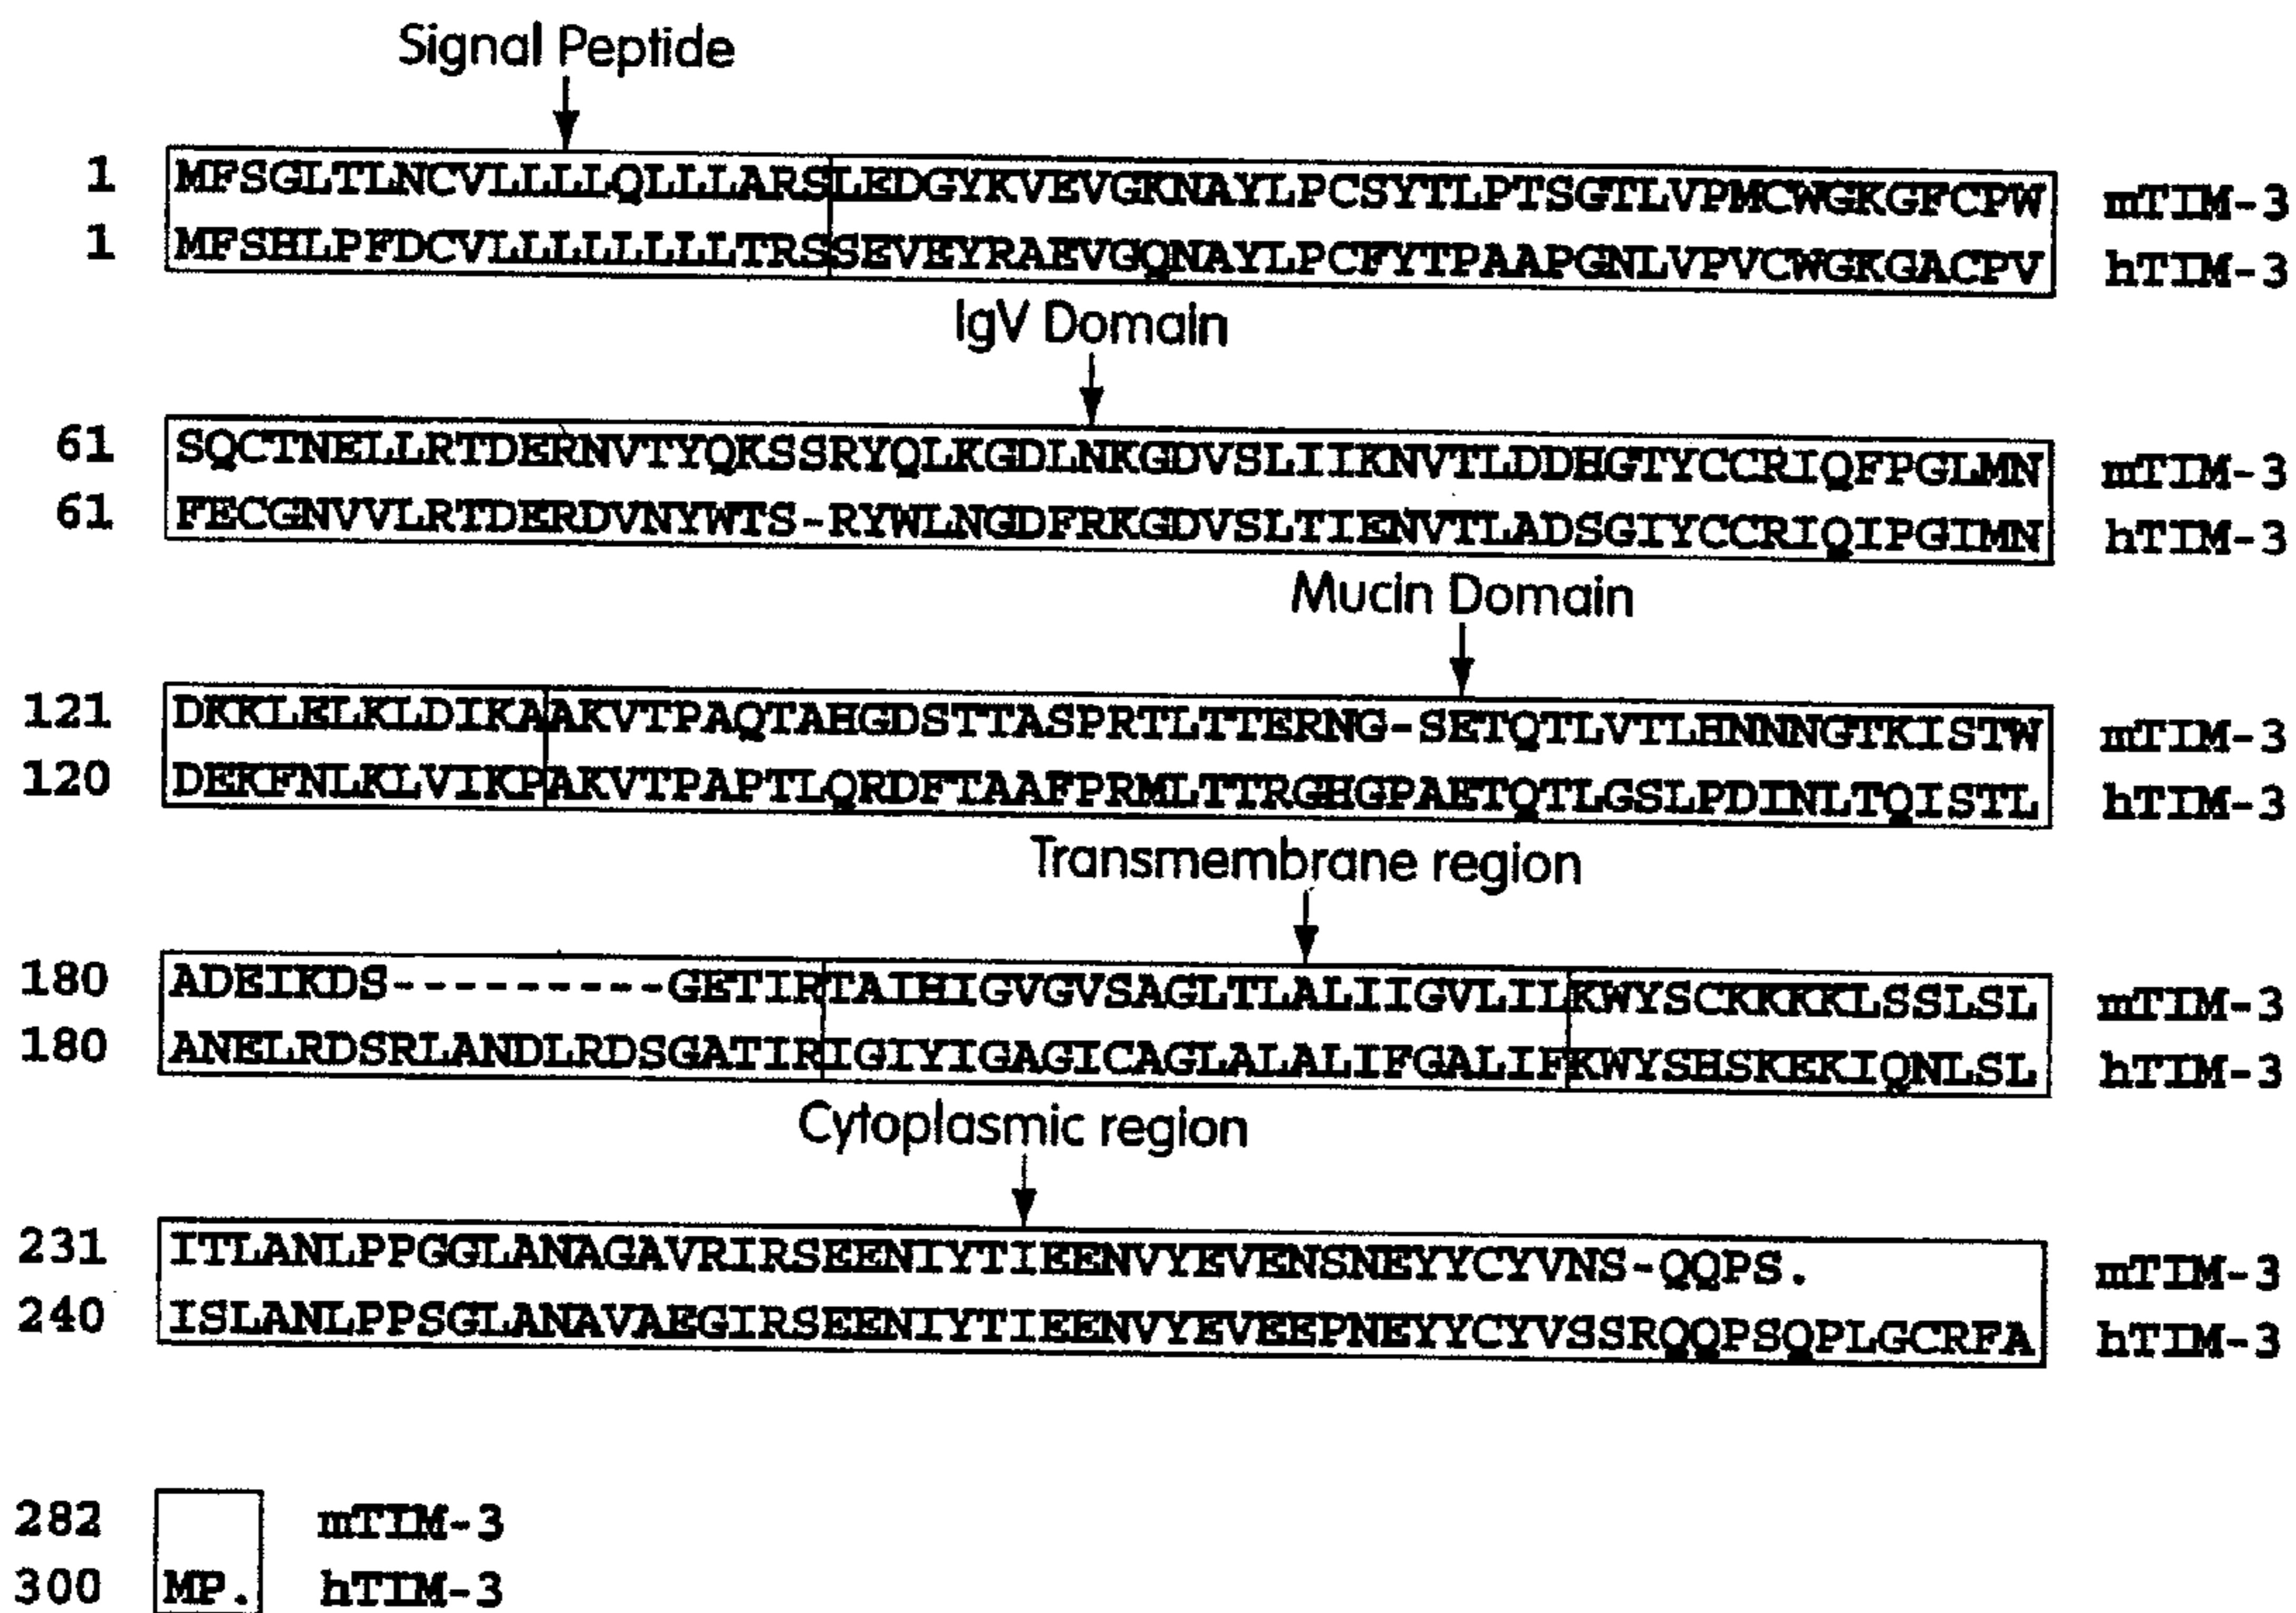 Signal Peptide
1 MFSGLTLNCVLLLLQLLLARSLEDGYKVEVGKNAYLPCSYTLPTSGTLVPMCWGKGFCPW mTIM-3
1 MFSHLPFDCVLLLLLLLLTRSSEVEYRAEVGQNAYLPCFYTPAAPGNLVPVCWGKGACPV hTIM-3
IgV Domain
61 SQCTNELLRTDERNVTYQKSSRYQLKGDLNKGDVSLIIKNVTLDDHGTYCCRIQFPGLMN mTIM-3
61 FECGNVVLRTDERDVNYWTS-RYWLNGDFRKGDVSLTIENVTLADSGIYCCRIQIPGIMN hTIM-3
Mucin Domain
121 DKKLELKLDIKAAKVTPAQTAHGDSTTASPRTLTTERNG-SETQTLVTLHNNNGTKISTW mTIM-3
120 DEKFNLKLVIKPAKVTPAPTLQRDFTAAFPRMLTTRGHGPAETQTLGSLPDINLTQISTL hTIM-3
Transmembrane region
180 ADEIKDS---------GETIRTAIHIGVGVSAGLTLALIIGVLILKWYSCKKKKLSSLSL mTIM-3
180 ANELRDSRLANDLRDSGATIRIGIYIGAGICAGLALALIFGALIFKWYSHSKEKIQNLSL hTIM-3
Cytoplasmic region
231 ITLANLPPGGLANAGAVRIRSEENIYTIEENVYEVENSNEYYCYVNS-QQPS. mTIM-3
240 ISLANLPPSGLANAVAEGIRSEENIYTIEENVYEVEEPNEYYCYVSSRQQPSQPLGCRFA hTIM-3
282 mTIM-3
300 MP. hTIM-3